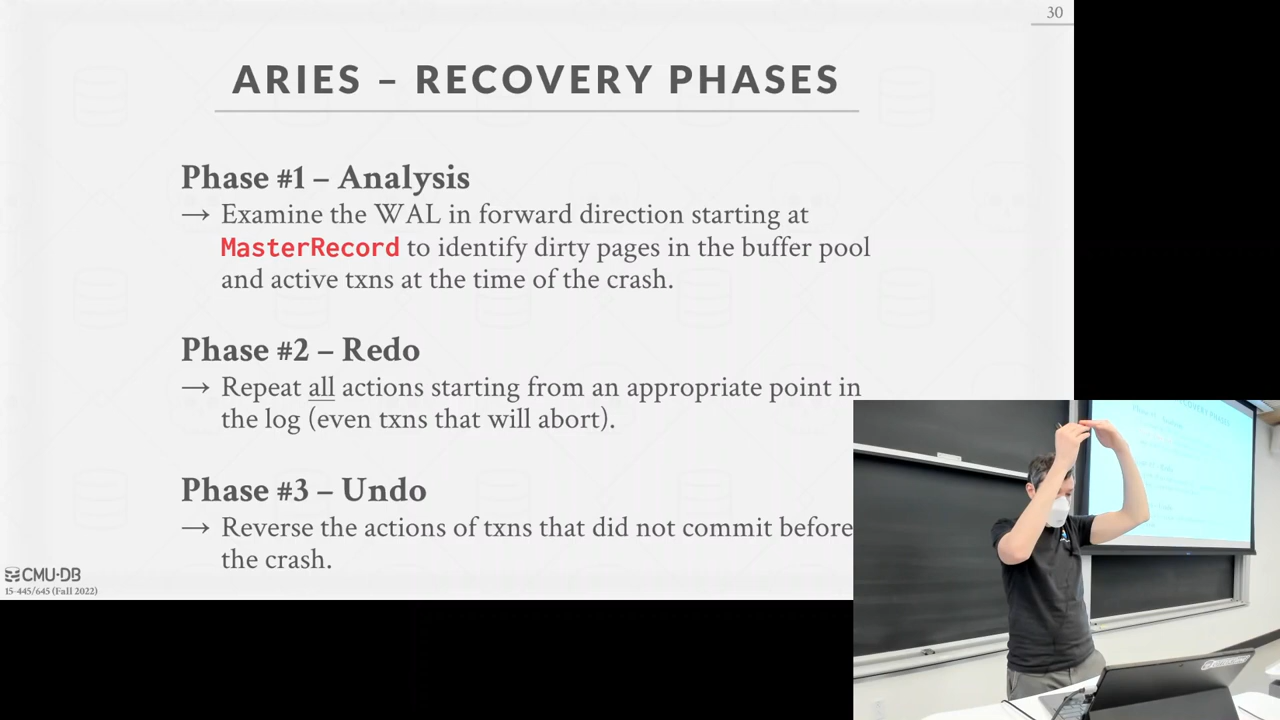 30
ARIES – RECOVERY PHASES
Phase #1 – Analysis
→ Examine the WAL in forward direction starting at
MasterRecord to identify dirty pages in the buffer pool
and active txns at the time of the crash.
Phase #2 – Redo
→ Repeat all actions starting from an appropriate point in
the log (even txns that will abort).
Phase #3 – Undo
→ Reverse the actions of txns that did not commit before
the crash.
CMU·DB
15-445/645 (Fall 2022)